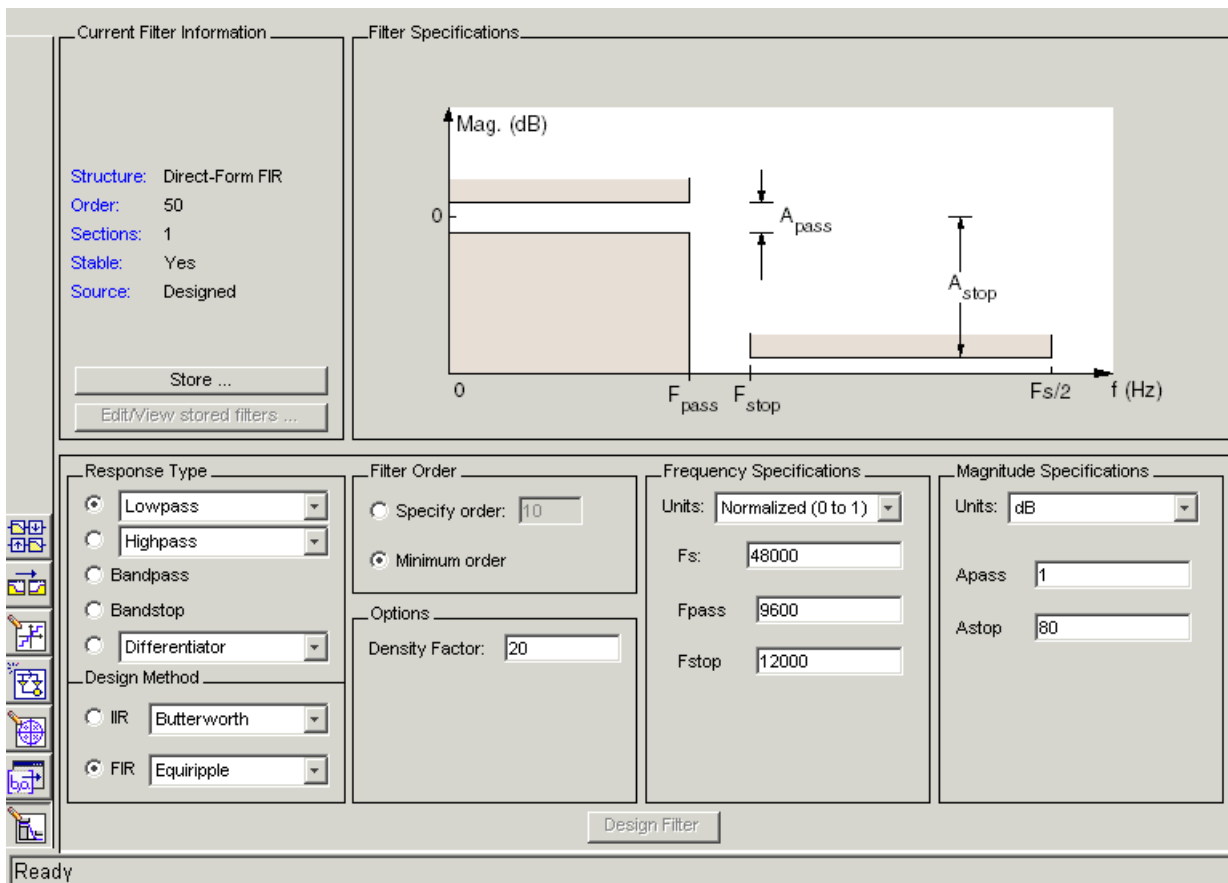 Current Filter Information
Structure: Direct-Form FIR
Order: 50
Sections: 1
Stable: Yes
Source: Designed
Store ...
Edit/View stored filters ...
Filter Specifications
Mag. (dB)
0
A pass
A stop
0
F pass
F stop
Fs/2
f (Hz)
Response Type
Lowpass
Highpass
Bandpass
Bandstop
Differentiator
Design Method
IIR Butterworth
FIR Equiripple
Filter Order
Specify order: 10
Minimum order
Options
Density Factor: 20
Frequency Specifications
Units: Normalized (0 to 1)
Fs: 48000
Fpass 9600
Fstop 12000
Magnitude Specifications
Units: dB
Apass 1
Astop 80
Design Filter
[b,a]
Ready